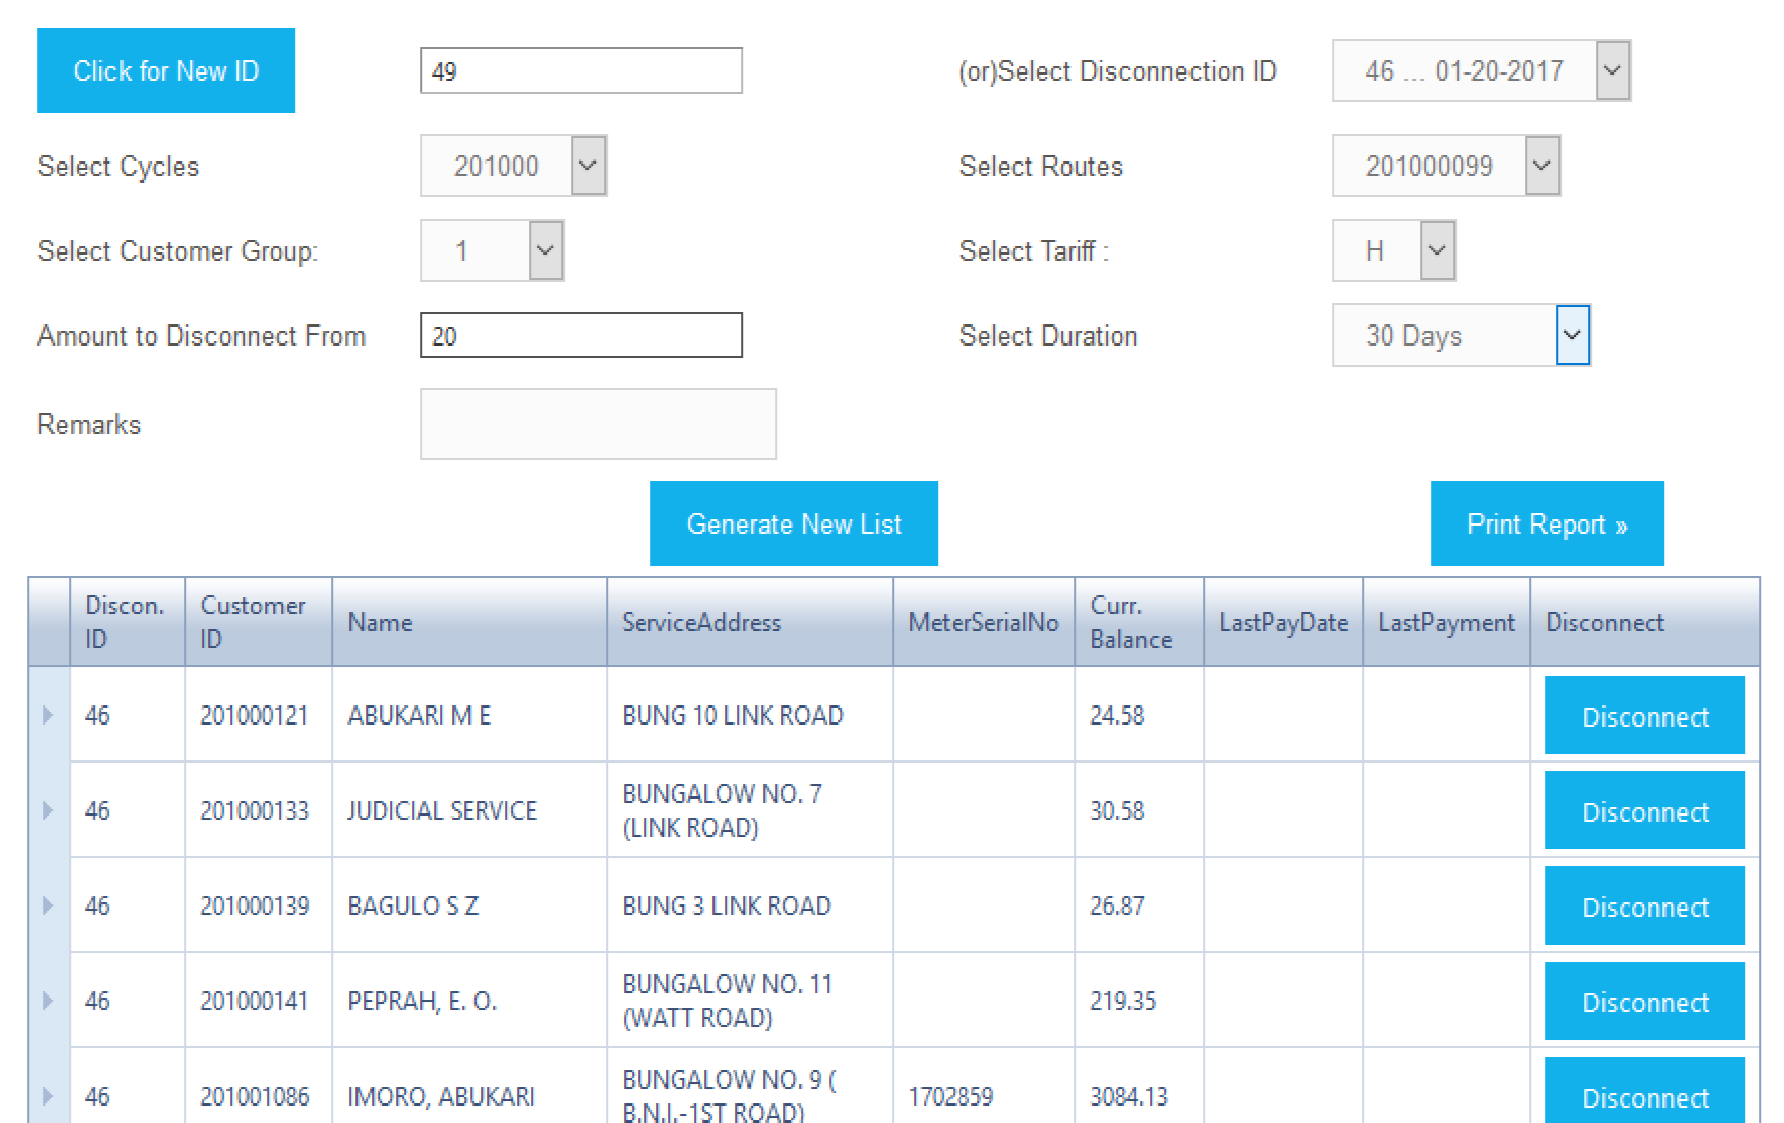 Click for New ID 49 (or)Select Disconnection ID 46 ... 01-20-2017
Select Cycles 201000 Select Routes 201000099
Select Customer Group: 1 Select Tariff : H
Amount to Disconnect From 20 Select Duration 30 Days
Remarks
Generate New List Print Report »
Discon. ID Customer ID Name ServiceAddress MeterSerialNo Curr. Balance LastPayDate LastPayment Disconnect
46 201000121 ABUKARI M E BUNG 10 LINK ROAD 24.58 Disconnect
46 201000133 JUDICIAL SERVICE BUNGALOW NO. 7 (LINK ROAD) 30.58 Disconnect
46 201000139 BAGULO S Z BUNG 3 LINK ROAD 26.87 Disconnect
46 201000141 PEPRAH, E. O. BUNGALOW NO. 11 (WATT ROAD) 219.35 Disconnect
46 201001086 IMORO, ABUKARI BUNGALOW NO. 9 ( B.N.I.-1ST ROAD) 1702859 3084.13 Disconnect